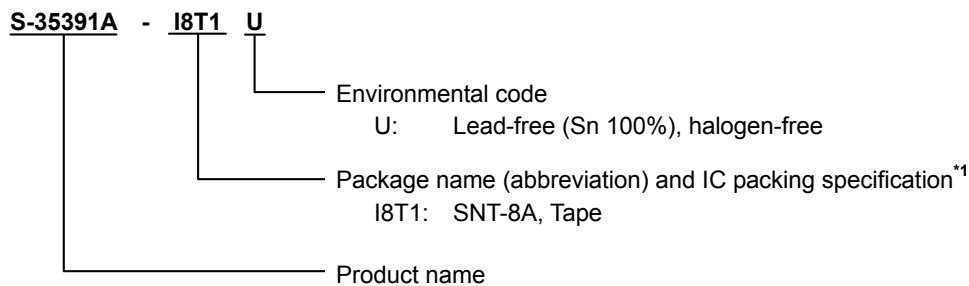 S-35391A - I8T1 U
Environmental code
U: Lead-free (Sn 100%), halogen-free
Package name (abbreviation) and IC packing specification*1
I8T1: SNT-8A, Tape
Product name